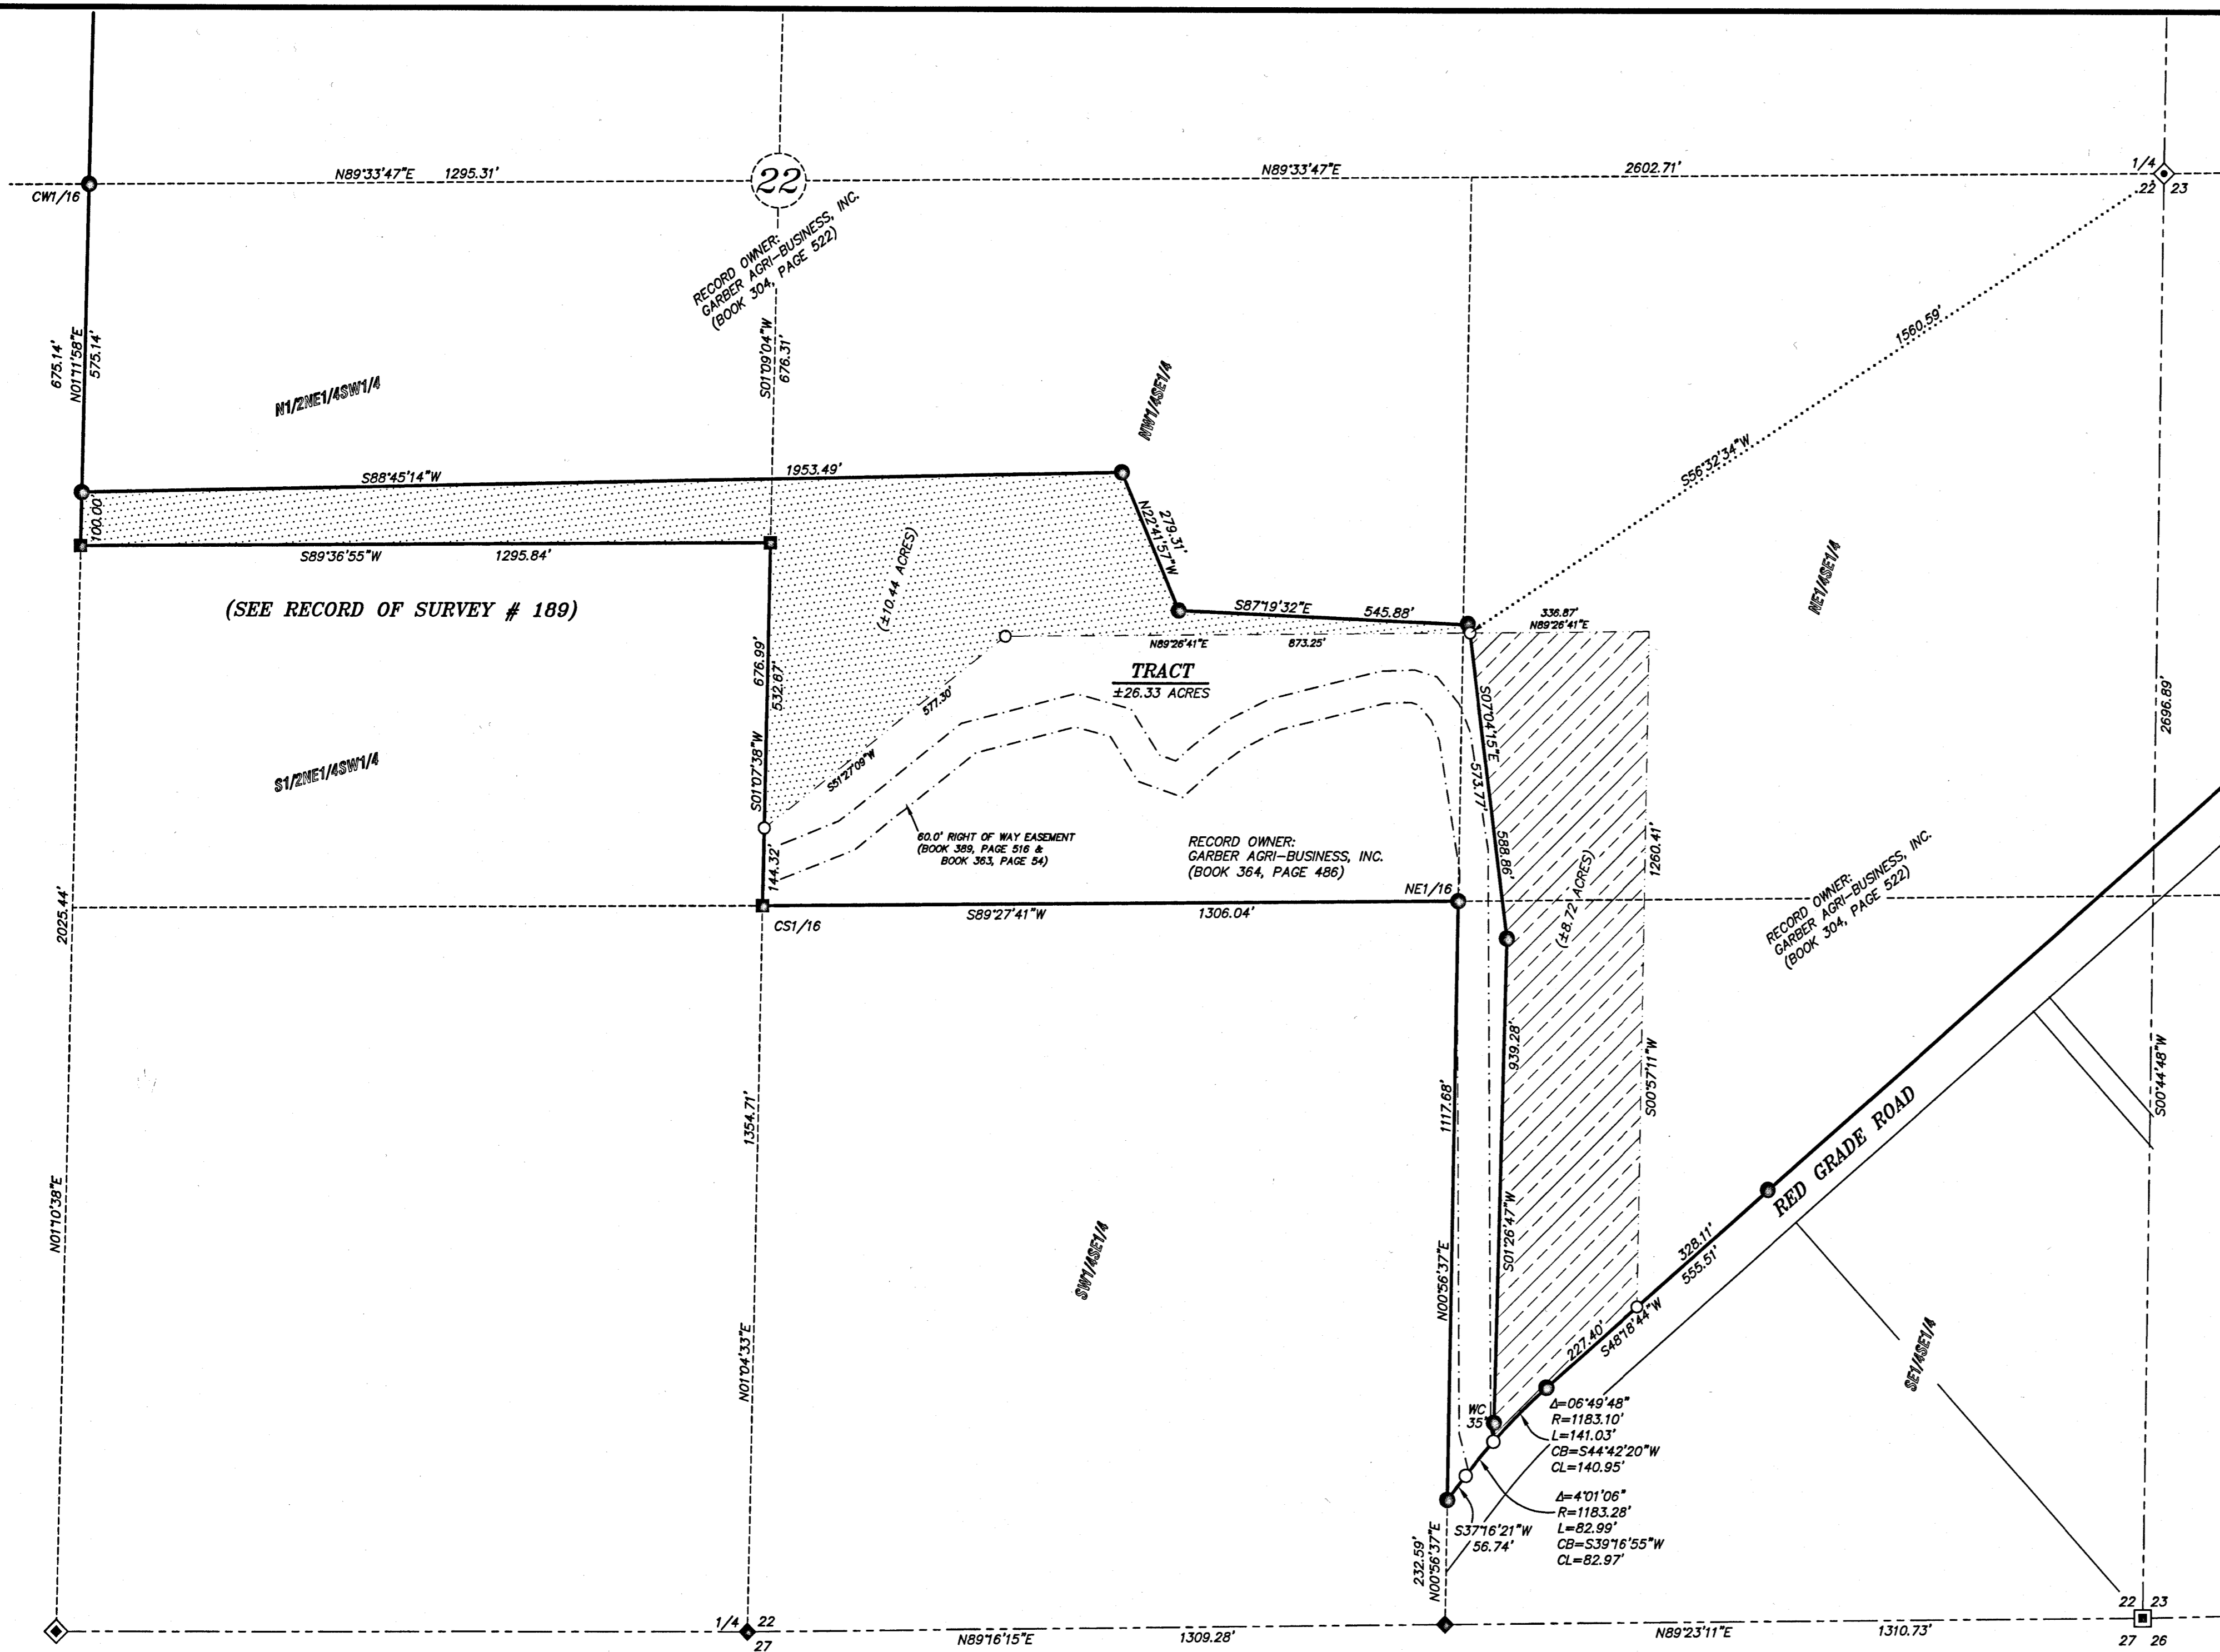 N89°33'47"E 1295.31'
22
N89°33'47"E 2602.71'
1/4
22 23
CW1/16
RECORD OWNER:
GARBER AGRI-BUSINESS, INC.
(BOOK 304, PAGE 522)
675.14'
N01°11'58"E
575.14'
S01°09'04"W
676.31'
N1/2NE1/4SW1/4
NW1/4SE1/4
1560.59'
S56°32'34"W
S88°45'14"W 1953.49'
100.00'
N22°41'57"W
279.31'
S89°36'55"W 1295.84'
(±10.44 ACRES)
NE1/4SE1/4
(SEE RECORD OF SURVEY # 189)
S87°19'32"E 545.88'
336.87'
N89°26'41"E
N89°26'41"E 873.25'
TRACT
±26.33 ACRES
676.99'
532.67'
S01°07'38"W
577.30'
S51°27'09"W
S07°04'15"E
573.77'
588.86'
2696.89'
S1/2NE1/4SW1/4
60.0' RIGHT OF WAY EASEMENT
(BOOK 389, PAGE 516 &
BOOK 363, PAGE 54)
RECORD OWNER:
GARBER AGRI-BUSINESS, INC.
(BOOK 364, PAGE 486)
144.32'
1260.41'
(±8.72 ACRES)
RECORD OWNER:
GARBER AGRI-BUSINESS, INC.
(BOOK 304, PAGE 522)
NE1/16
2025.44'
CS1/16
S89°27'41"W 1306.04'
939.28'
S00°57'11"W
S00°44'48"W
1354.71'
1117.68'
RED GRADE ROAD
N01°10'38"E
SW1/4SE1/4
S01°26'47"W
N00°56'37"E
N01°04'33"E
328.11'
555.51'
227.40'
S48°18'44"W
SE1/4SE1/4
WC
35'
Δ=06°49'48"
R=1183.10'
L=141.03'
CB=S44°42'20"W
CL=140.95'
Δ=4°01'06"
R=1183.28'
L=82.99'
CB=S39°16'55"W
CL=82.97'
S37°16'21"W
56.74'
232.59'
N00°56'37"E
1/4 22
27
N89°16'15"E 1309.28'
N89°23'11"E 1310.73'
22 23
27 26